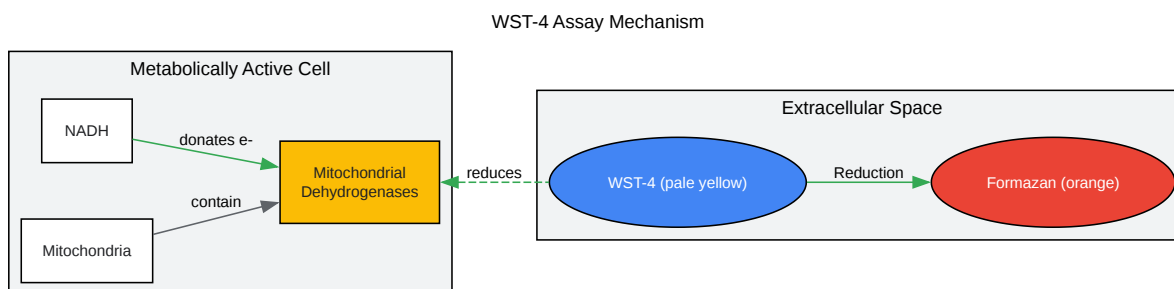 WST-4 Assay Mechanism
Metabolically Active Cell
NADH
donates e-
Mitochondrial
Dehydrogenases
contain
Mitochondria
reduces
Extracellular Space
WST-4 (pale yellow)
Reduction
Formazan (orange)